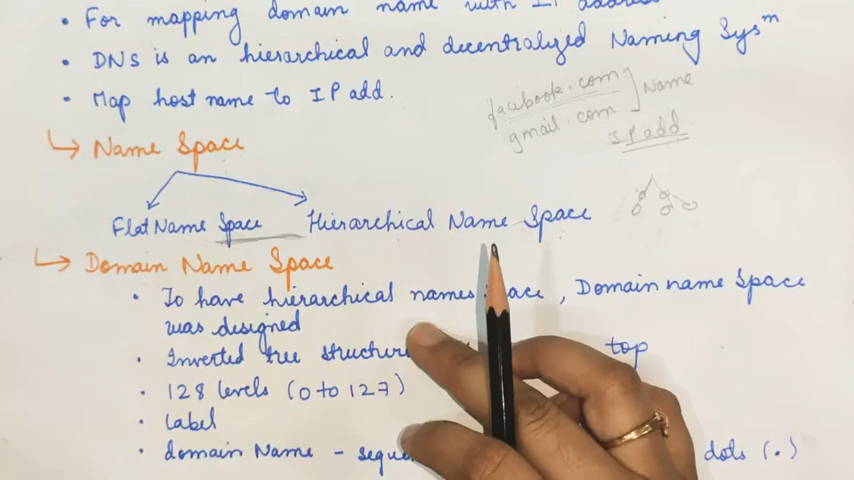 • For mapping domain name with IP address
• DNS is an hierarchical and decentralized Naming Sysm
• Map host name to IP add.
facebook.com
gmail.com
] Name
IP add
↳ Name Space
Flat Name Space
Hierarchical Name Space
↳ Domain Name Space
• To have hierarchical name space, Domain name Space
was designed
• Inverted tree structure top
• 128 levels (0 to 127)
• Label
• domain Name - dots (.)